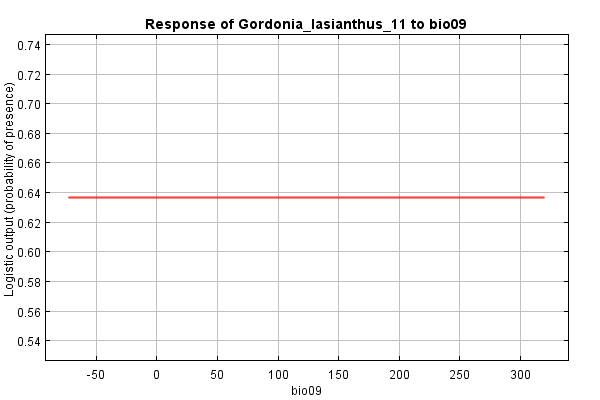 Response of Gordonia_lasianthus_11 to bio09
Logistic output (probability of presence)
0.74
0.72
0.70
0.68
0.66
0.64
0.62
0.60
0.58
0.56
0.54
-50 0 50 100 150 200 250 300
bio09